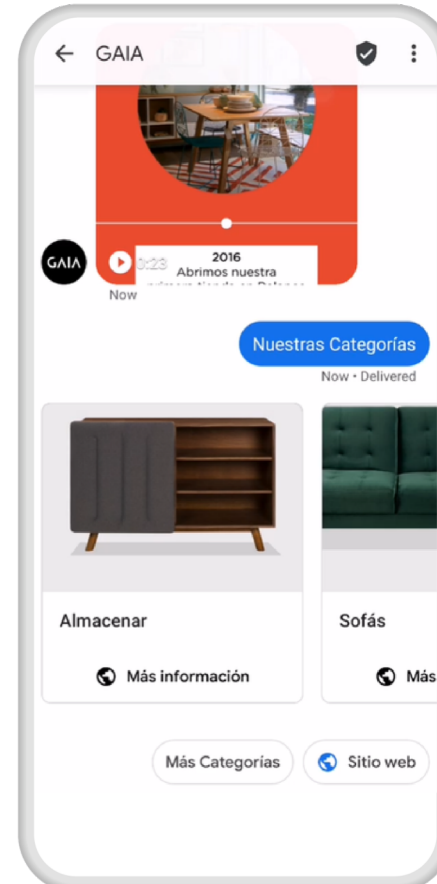 GAIA
GAIA
0:23
2016
Abrimos nuestra
Now
Nuestras Categorías
Now • Delivered
Almacenar
Sofás
Más información
Más
Más Categorías
Sitio web